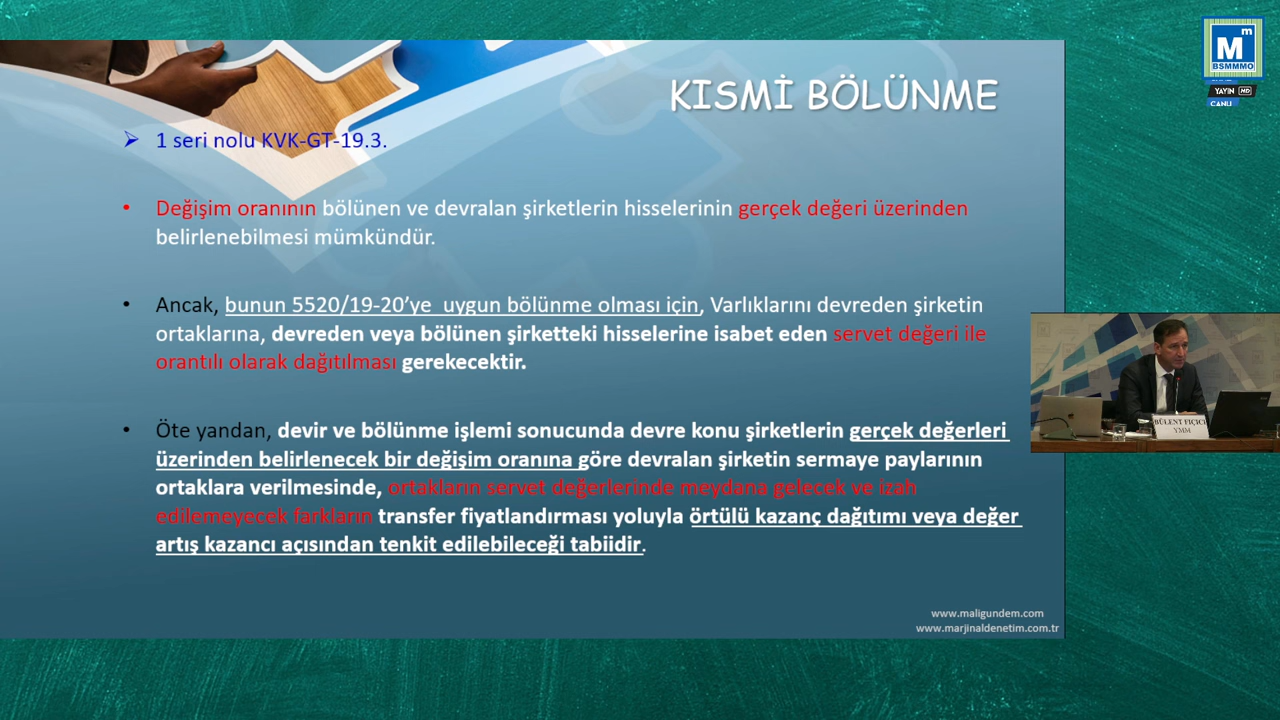 KISMİ BÖLÜNME
1 seri nolu KVK-GT-19.3.
• Değişim oranının bölünen ve devralan şirketlerin hisselerinin gerçek değeri üzerinden
belirlenebilmesi mümkündür.
• Ancak, bunun 5520/19-20’ye uygun bölünme olması için, Varlıklarını devreden şirketin
ortaklarına, devreden veya bölünen şirketteki hisselerine isabet eden servet değeri ile
orantılı olarak dağıtılması gerekecektir.
• Öte yandan, devir ve bölünme işlemi sonucunda devre konu şirketlerin gerçek değerleri
üzerinden belirlenecek bir değişim oranına göre devralan şirketin sermaye paylarının
ortaklara verilmesinde, ortakların servet değerlerinde meydana gelecek ve izah
edilemeyecek farkların transfer fiyatlandırması yoluyla örtülü kazanç dağıtımı veya değer
artış kazancı açısından tenkit edilebileceği tabiidir.
www.maligundem.com
www.marjinaldenetim.com.tr
M m
BSMMMO
YAYIN HD
CANLI
BÜLENT FIÇICI
YMM